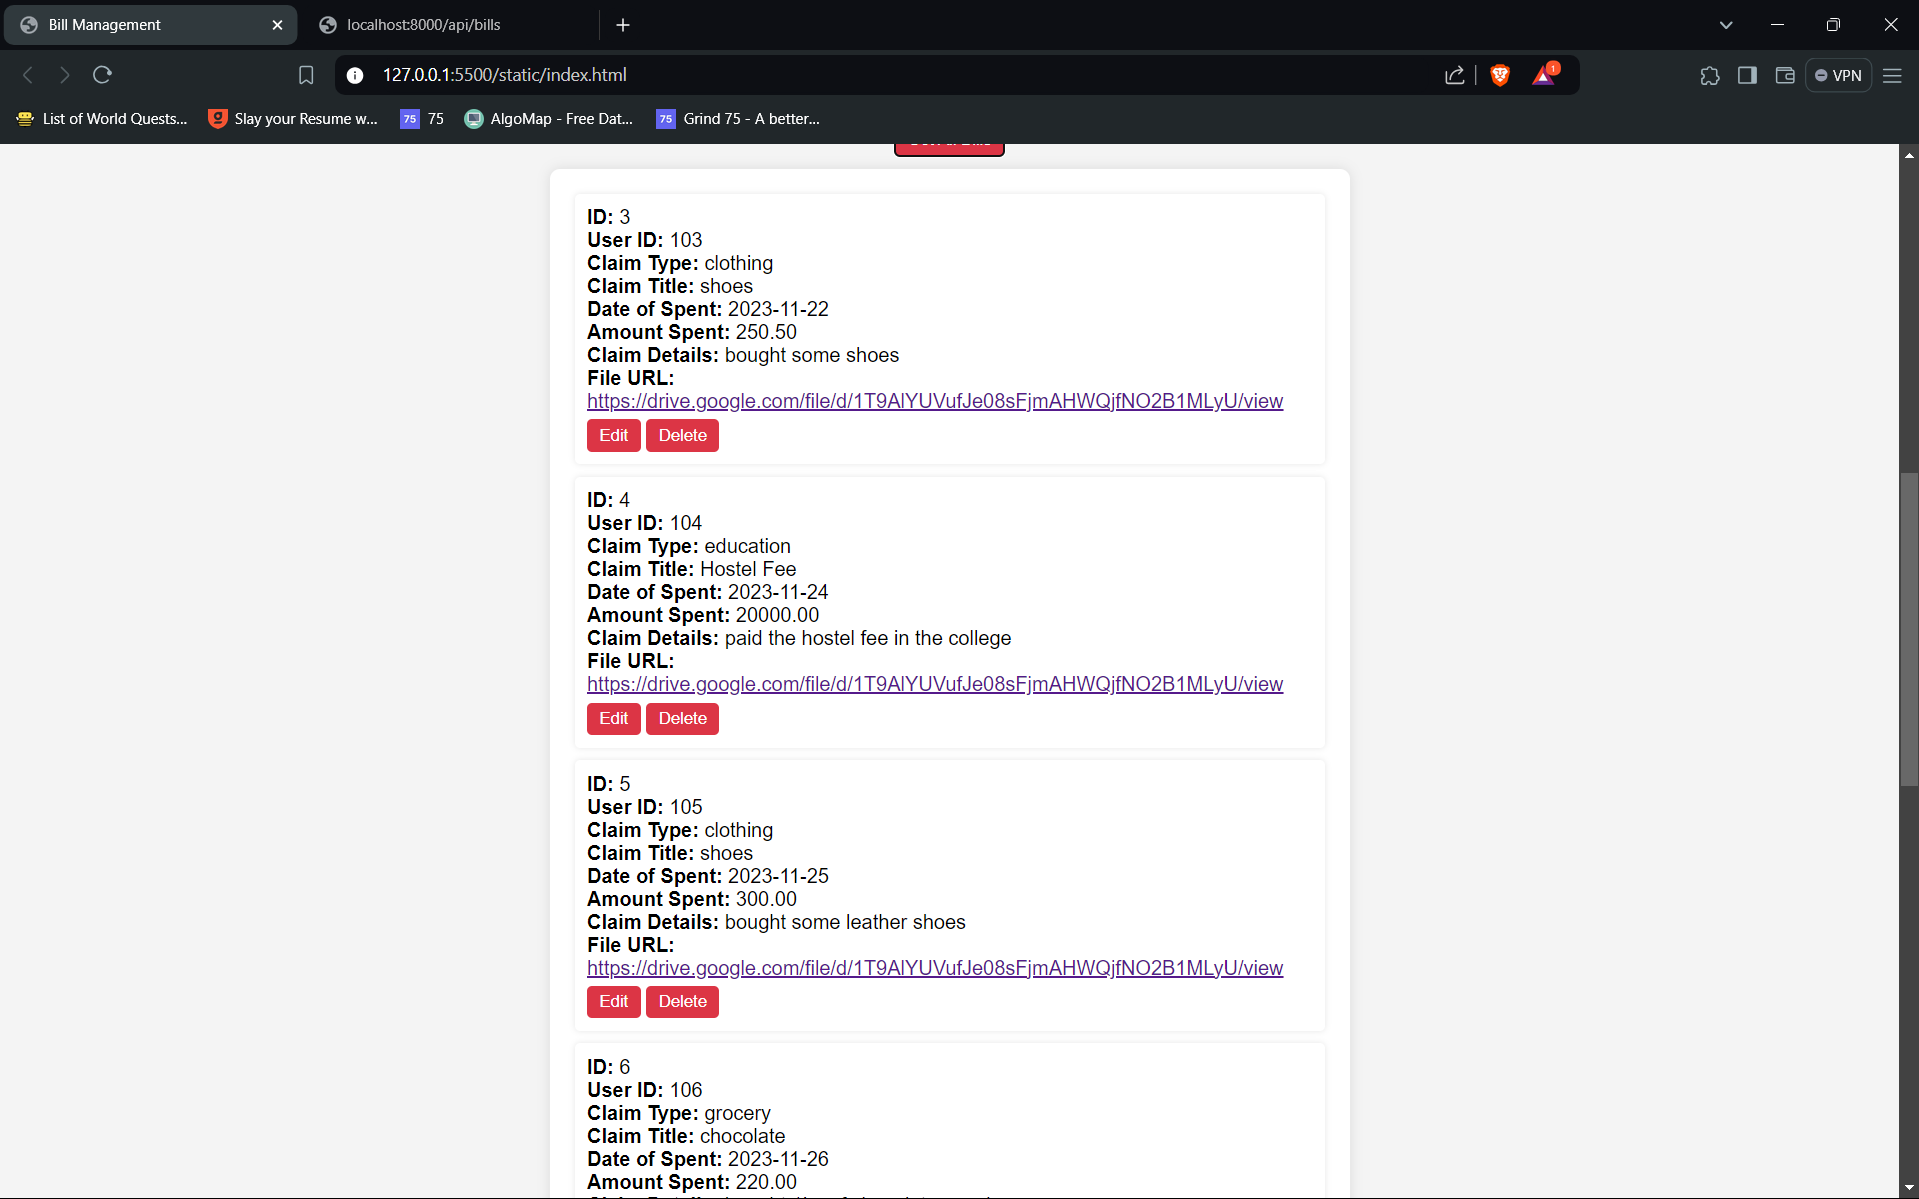 Bill Management
localhost:8000/api/bills
127.0.0.1:5500/static/index.html
1
VPN
List of World Quests...
Slay your Resume w...
75 75
AlgoMap - Free Dat...
75 Grind 75 - A better...
ID: 3
User ID: 103
Claim Type: clothing
Claim Title: shoes
Date of Spent: 2023-11-22
Amount Spent: 250.50
Claim Details: bought some shoes
File URL:
https://drive.google.com/file/d/1T9AlYUVufJe08sFjmAHWQjfNO2B1MLyU/view
Edit Delete
ID: 4
User ID: 104
Claim Type: education
Claim Title: Hostel Fee
Date of Spent: 2023-11-24
Amount Spent: 20000.00
Claim Details: paid the hostel fee in the college
File URL:
https://drive.google.com/file/d/1T9AlYUVufJe08sFjmAHWQjfNO2B1MLyU/view
Edit Delete
ID: 5
User ID: 105
Claim Type: clothing
Claim Title: shoes
Date of Spent: 2023-11-25
Amount Spent: 300.00
Claim Details: bought some leather shoes
File URL:
https://drive.google.com/file/d/1T9AlYUVufJe08sFjmAHWQjfNO2B1MLyU/view
Edit Delete
ID: 6
User ID: 106
Claim Type: grocery
Claim Title: chocolate
Date of Spent: 2023-11-26
Amount Spent: 220.00